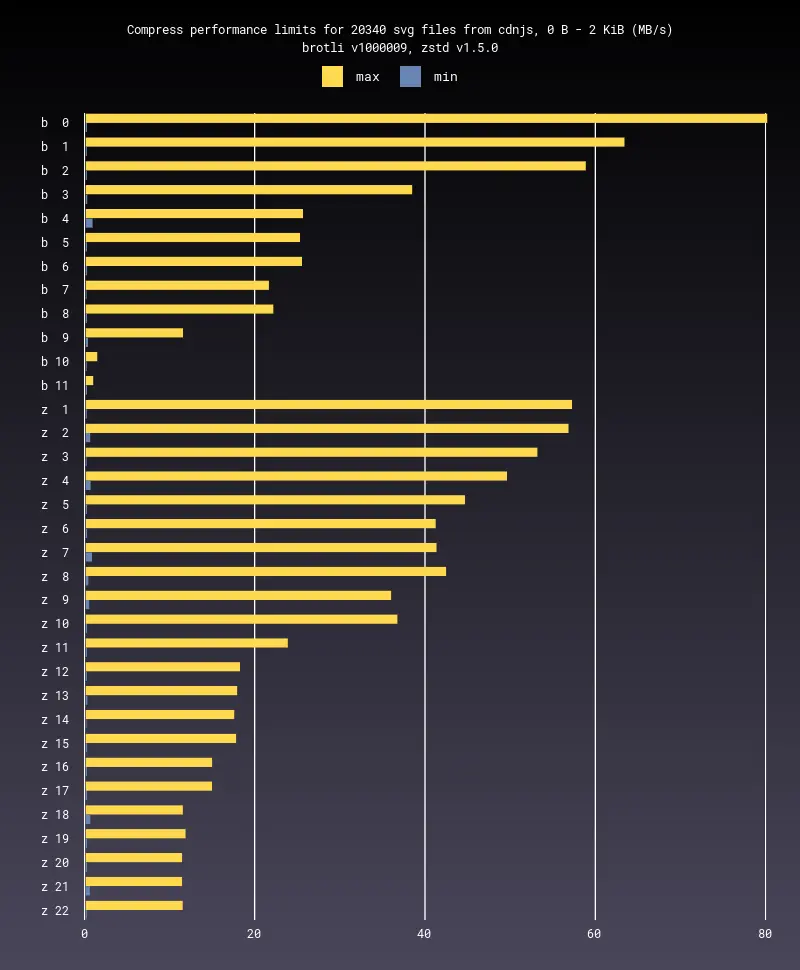 Compress performance limits for 20340 svg files from cdnjs, 0 B - 2 KiB (MB/s)
brotli v1000009, zstd v1.5.0
max min
b 0
b 1
b 2
b 3
b 4
b 5
b 6
b 7
b 8
b 9
b 10
b 11
z 1
z 2
z 3
z 4
z 5
z 6
z 7
z 8
z 9
z 10
z 11
z 12
z 13
z 14
z 15
z 16
z 17
z 18
z 19
z 20
z 21
z 22
0 20 40 60 80